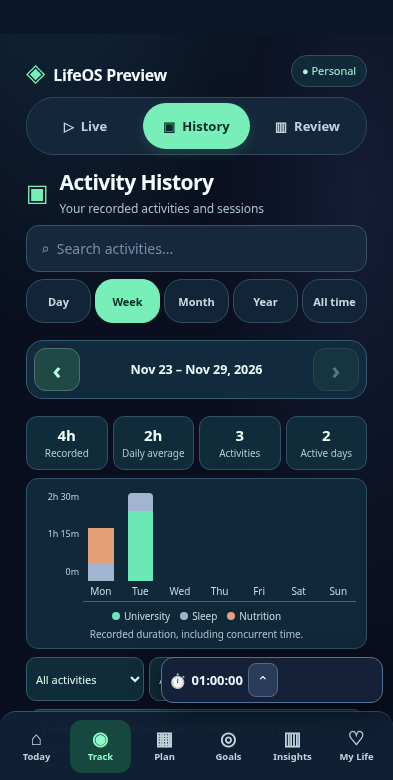 LifeOS Preview
Personal
Live
History
Review
Activity History
Your recorded activities and sessions
Search activities...
Day Week Month Year All time
Nov 23 – Nov 29, 2026
4h 2h 3 2
Recorded Daily average Activities Active days
2h 30m
1h 15m
0m
Mon Tue Wed Thu Fri Sat Sun
University Sleep Nutrition
Recorded duration, including concurrent time.
All activities
01:00:00
Today Track Plan Goals Insights My Life